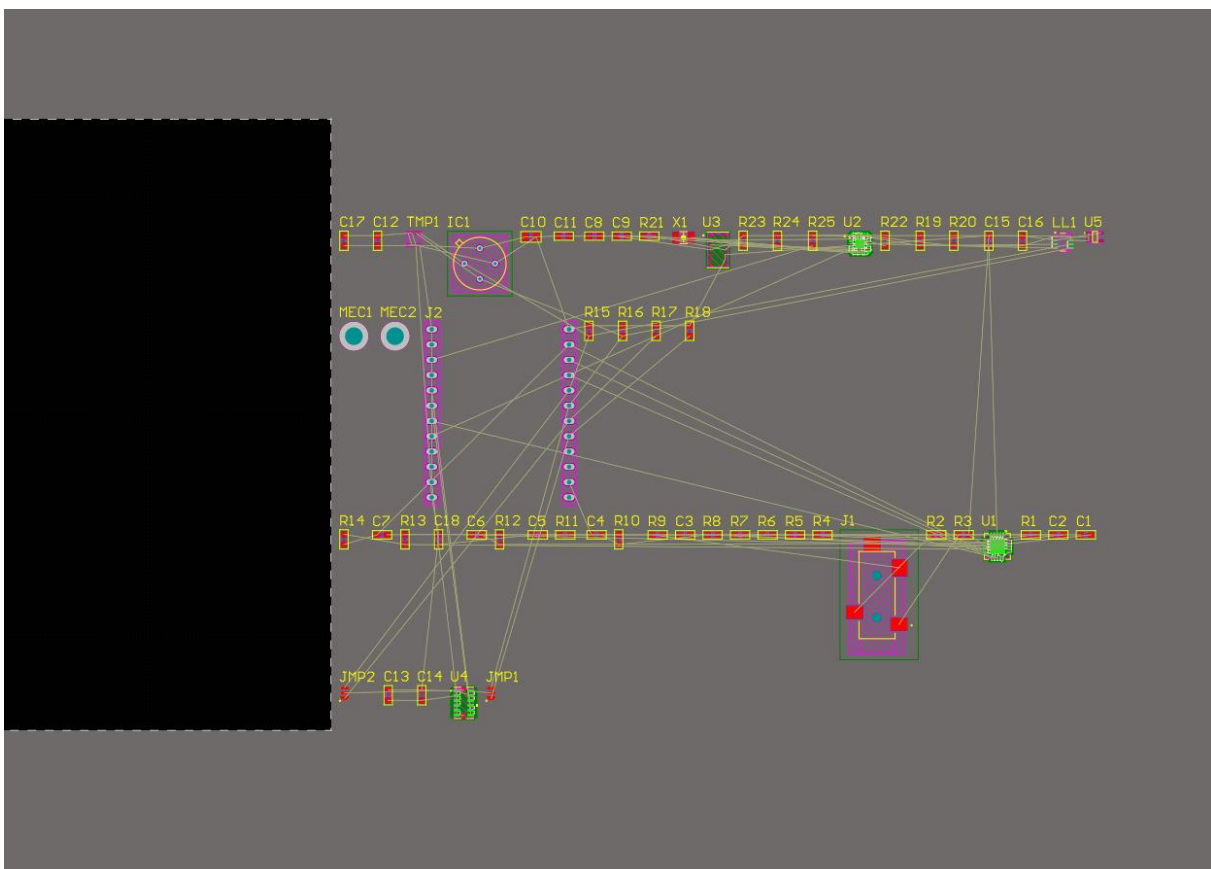 C17 C12 TMP1 IC1 C10 C11 C8 C9 R21 X1 U3 R23 R24 R25 U2 R22 R19 R20 C15 C16 LL1 U5
MEC1 MEC2 J2 R15 R16 R17 R18
R14 C7 R13 C18 C6 R12 C5 R11 C4 R10 R9 C3 R8 R7 R6 R5 R4 J1 R2 R3 U1 R1 C2 C1
JMP2 C13 C14 U4 JMP1